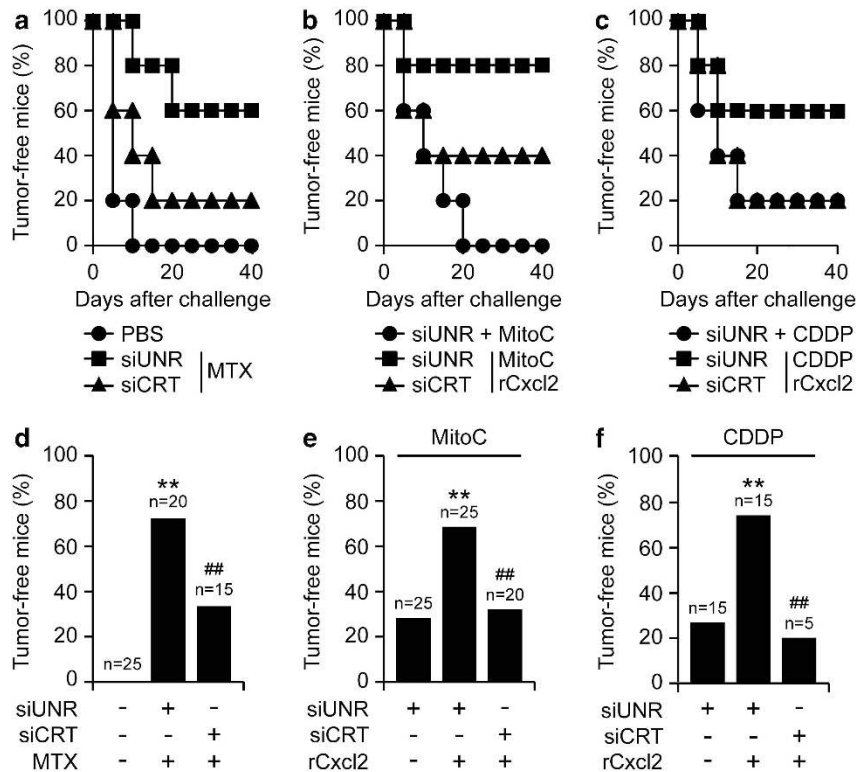 a b c
Tumor-free mice (%) Tumor-free mice (%) Tumor-free mice (%)
100 100 100
80 80 80
60 60 60
40 40 40
20 20 20
0 0 0
0 20 40 0 20 40 0 20 40
Days after challenge Days after challenge Days after challenge
PBS siUNR + MitoC siUNR + CDDP
siUNR MTX siUNR MitoC siUNR CDDP
siCRT siCRT rCxcl2 siCRT rCxcl2
d e f
MitoC CDDP
Tumor-free mice (%) Tumor-free mice (%) Tumor-free mice (%)
100 100 100
80 80 80
60 60 60
40 40 40
20 20 20
0 0 0
** ** **
n=20 n=25 n=15
## ## ##
n=25 n=15 n=25 n=20 n=15 n=5
siUNR - + - siUNR + + - siUNR + + -
siCRT - - + siCRT - - + siCRT - - +
MTX - + + rCxcl2 - + + rCxcl2 - + +